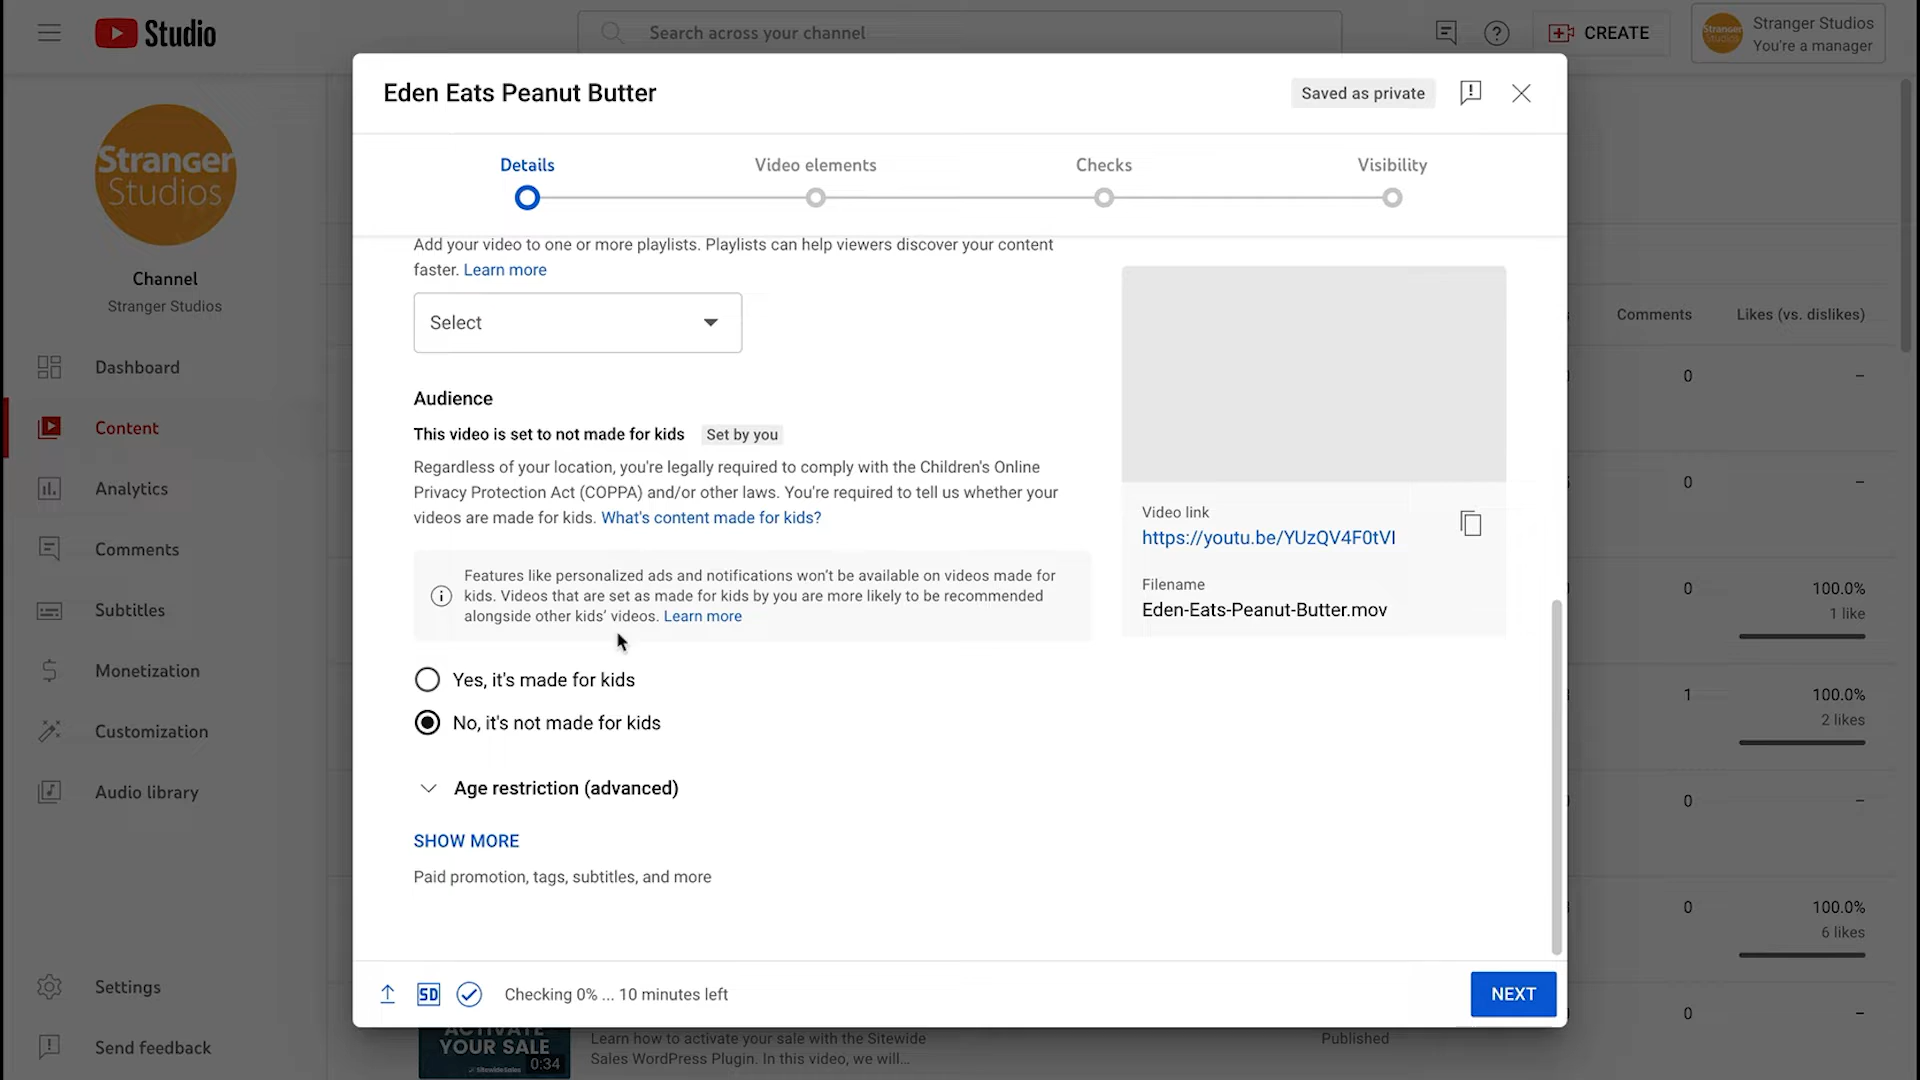 Studio
Search across your channel
CREATE
Stranger Studios
You're a manager
Stranger
Studios
Channel
Stranger Studios
Dashboard
Content
Analytics
Comments
Subtitles
Monetization
Customization
Audio library
Settings
Send feedback
Eden Eats Peanut Butter
Saved as private
Details
Video elements
Checks
Visibility
Add your video to one or more playlists. Playlists can help viewers discover your content
faster. Learn more
Select
Audience
This video is set to not made for kids Set by you
Regardless of your location, you're legally required to comply with the Children's Online
Privacy Protection Act (COPPA) and/or other laws. You're required to tell us whether your
videos are made for kids. What's content made for kids?
Features like personalized ads and notifications won't be available on videos made for
kids. Videos that are set as made for kids by you are more likely to be recommended
alongside other kids' videos. Learn more
Yes, it's made for kids
No, it's not made for kids
Age restriction (advanced)
SHOW MORE
Paid promotion, tags, subtitles, and more
Video link
https://youtu.be/YUzQV4F0tVI
Filename
Eden-Eats-Peanut-Butter.mov
SD
Checking 0% ... 10 minutes left
NEXT
Comments
Likes (vs. dislikes)
0
–
0
–
0
100.0%
1 like
1
100.0%
2 likes
0
–
0
100.0%
6 likes
0
–
ACTIVATE
YOUR SALE
SitewideSales
0:34
Learn how to activate your sale with the Sitewide
Sales WordPress Plugin. In this video, we will...
Published